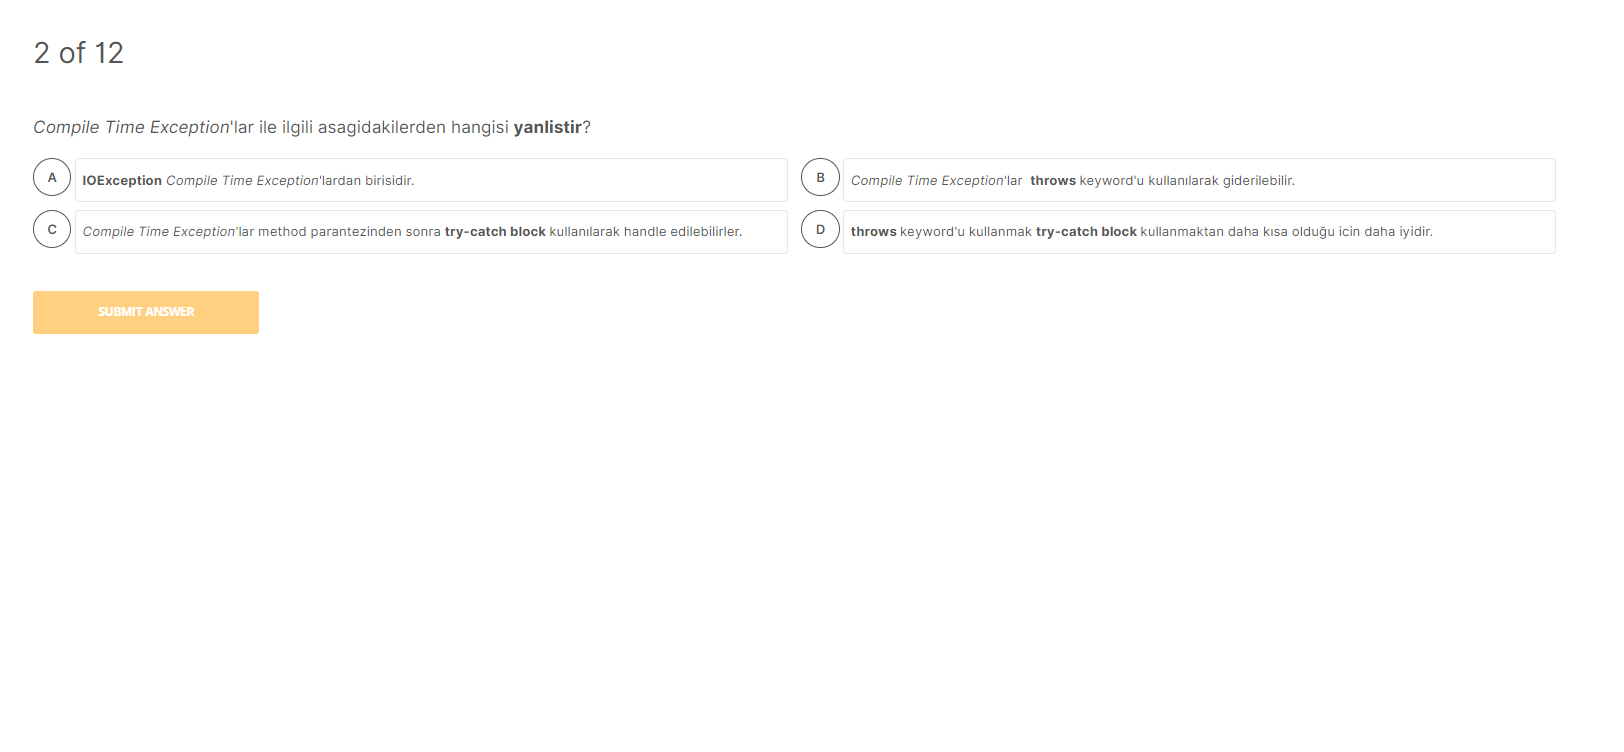 2 of 12
Compile Time Exception'lar ile ilgili asagidakilerden hangisi yanlistir?
A IOException Compile Time Exception'lardan birisidir.
B Compile Time Exception'lar throws keyword'u kullanılarak giderilebilir.
C Compile Time Exception'lar method parantezinden sonra try-catch block kullanılarak handle edilebilirler.
D throws keyword'u kullanmak try-catch block kullanmaktan daha kısa olduğu icin daha iyidir.
SUBMIT ANSWER